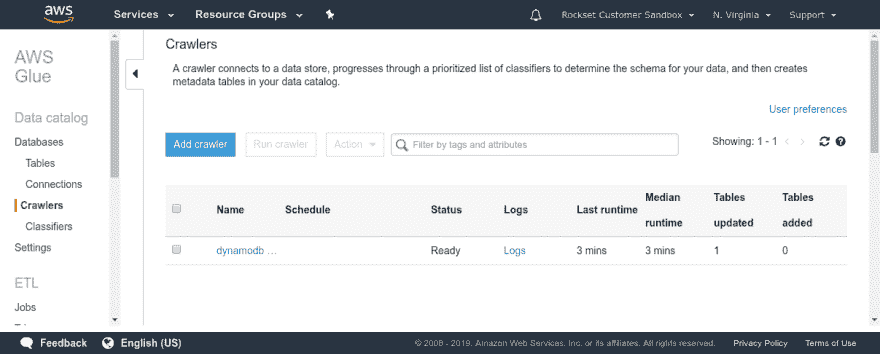 aws
Services
Resource Groups
Rockset Customer Sandbox
N. Virginia
Support
AWS
Glue
Data catalog
Databases
Tables
Connections
Crawlers
Classifiers
Settings
ETL
Jobs
Crawlers
A crawler connects to a data store, progresses through a prioritized list of classifiers to determine the schema for your data, and then creates
metadata tables in your data catalog.
User preferences
Add crawler
Run crawler
Action
Filter by tags and attributes
Showing: 1 - 1
Name
Schedule
Status
Logs
Last runtime
Median
runtime
Tables
updated
Tables
added
dynamodb ...
Ready
Logs
3 mins
3 mins
1
0
Feedback
English (US)
© 2008 - 2019, Amazon Web Services, Inc. or its affiliates. All rights reserved.
Privacy Policy
Terms of Use